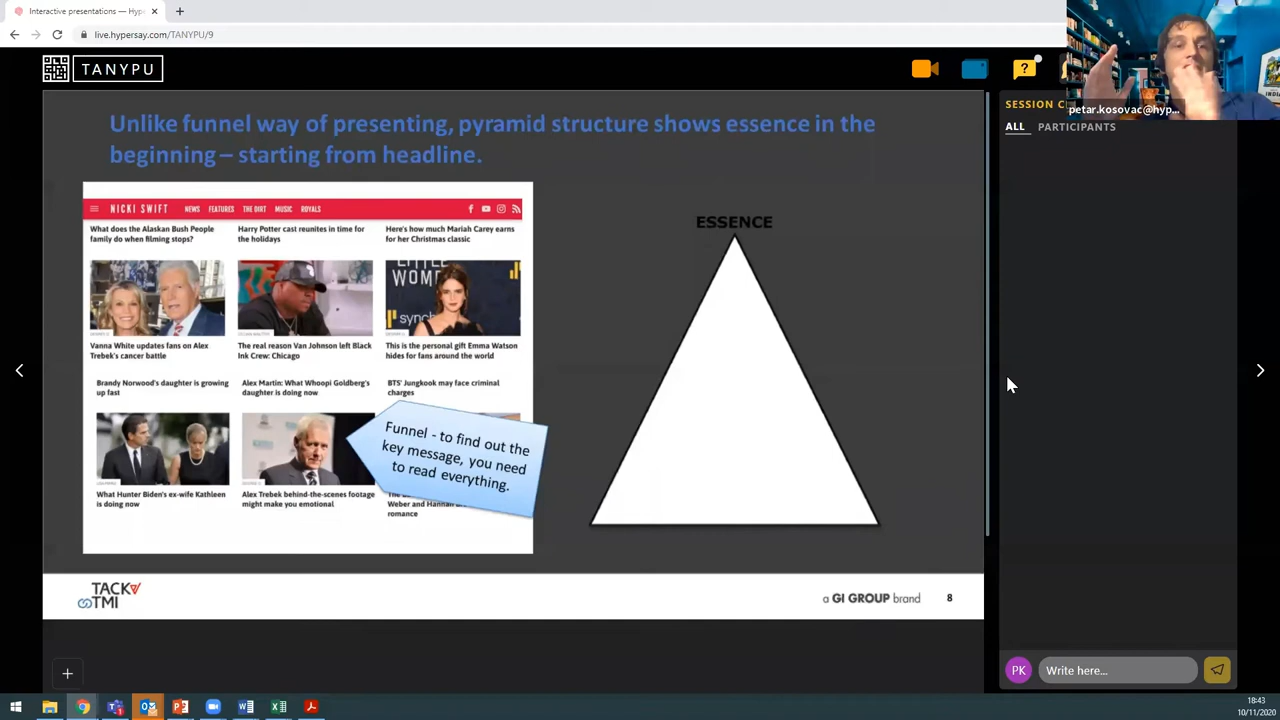 Interactive presentations — Hype
live.hypersay.com/TANYPU/9
TANYPU
?
petar.kosovac@hyp...
ALL PARTICIPANTS
Unlike funnel way of presenting, pyramid structure shows essence in the
beginning – starting from headline.
NICKI SWIFT NEWS FEATURES THE DIRT MUSIC ROYALS
What does the Alaskan Bush People
family do when filming stops?
Harry Potter cast reunites in time for
the holidays
Here's how much Mariah Carey earns
for her Christmas classic
Vanna White updates fans on Alex
Trebek's cancer battle
The real reason Van Johnson left Black
Ink Crew: Chicago
This is the personal gift Emma Watson
hides for fans around the world
Brandy Norwood's daughter is growing
up fast
Alex Martin: What Whoopi Goldberg's
daughter is doing now
BTS' Jungkook may face criminal
charges
What Hunter Biden's ex-wife Kathleen
is doing now
Alex Trebek behind-the-scenes footage
might make you emotional
Weber and Hannah
romance
Funnel - to find out the
key message, you need
to read everything.
ESSENCE
TACK
TMI
a GI GROUP brand
8
PK
Write here...
18:43
10/11/2020